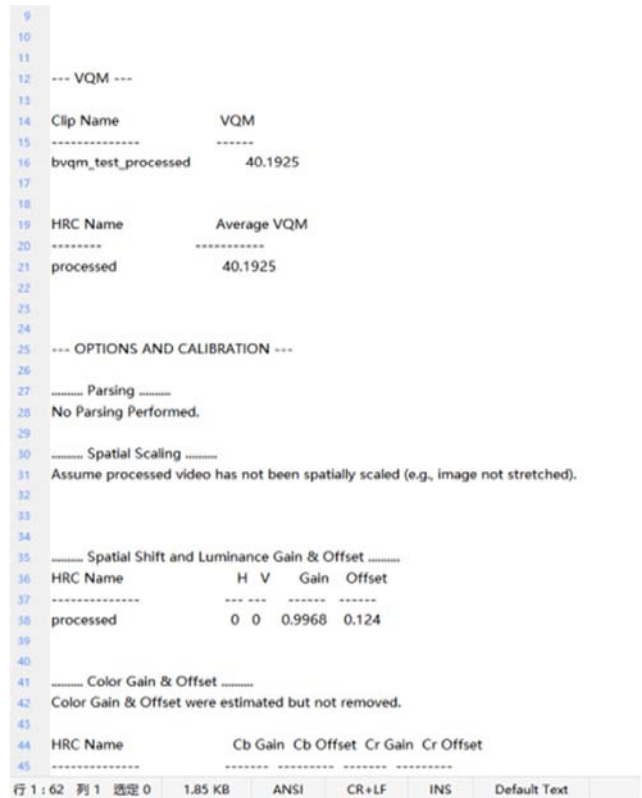 9
10
11
12 --- VQM ---
13
14 Clip Name VQM
15 -------------- ------
16 bvqm_test_processed 40.1925
17
18
19 HRC Name Average VQM
20 -------- -----------
21 processed 40.1925
22
23
24
25 --- OPTIONS AND CALIBRATION ---
26
27 .......... Parsing ..........
28 No Parsing Performed.
29
30 .......... Spatial Scaling ..........
31 Assume processed video has not been spatially scaled (e.g., image not stretched).
32
33
34
35 .......... Spatial Shift and Luminance Gain & Offset ..........
36 HRC Name H V Gain Offset
37 -------------- --- --- ------ ------
38 processed 0 0 0.9968 0.124
39
40
41 .......... Color Gain & Offset ..........
42 Color Gain & Offset were estimated but not removed.
43
44 HRC Name Cb Gain Cb Offset Cr Gain Cr Offset
45 -------------- ------- --------- ------- ---------
行 1 : 62 列 1 选定 0 1.85 KB ANSI CR+LF INS Default Text